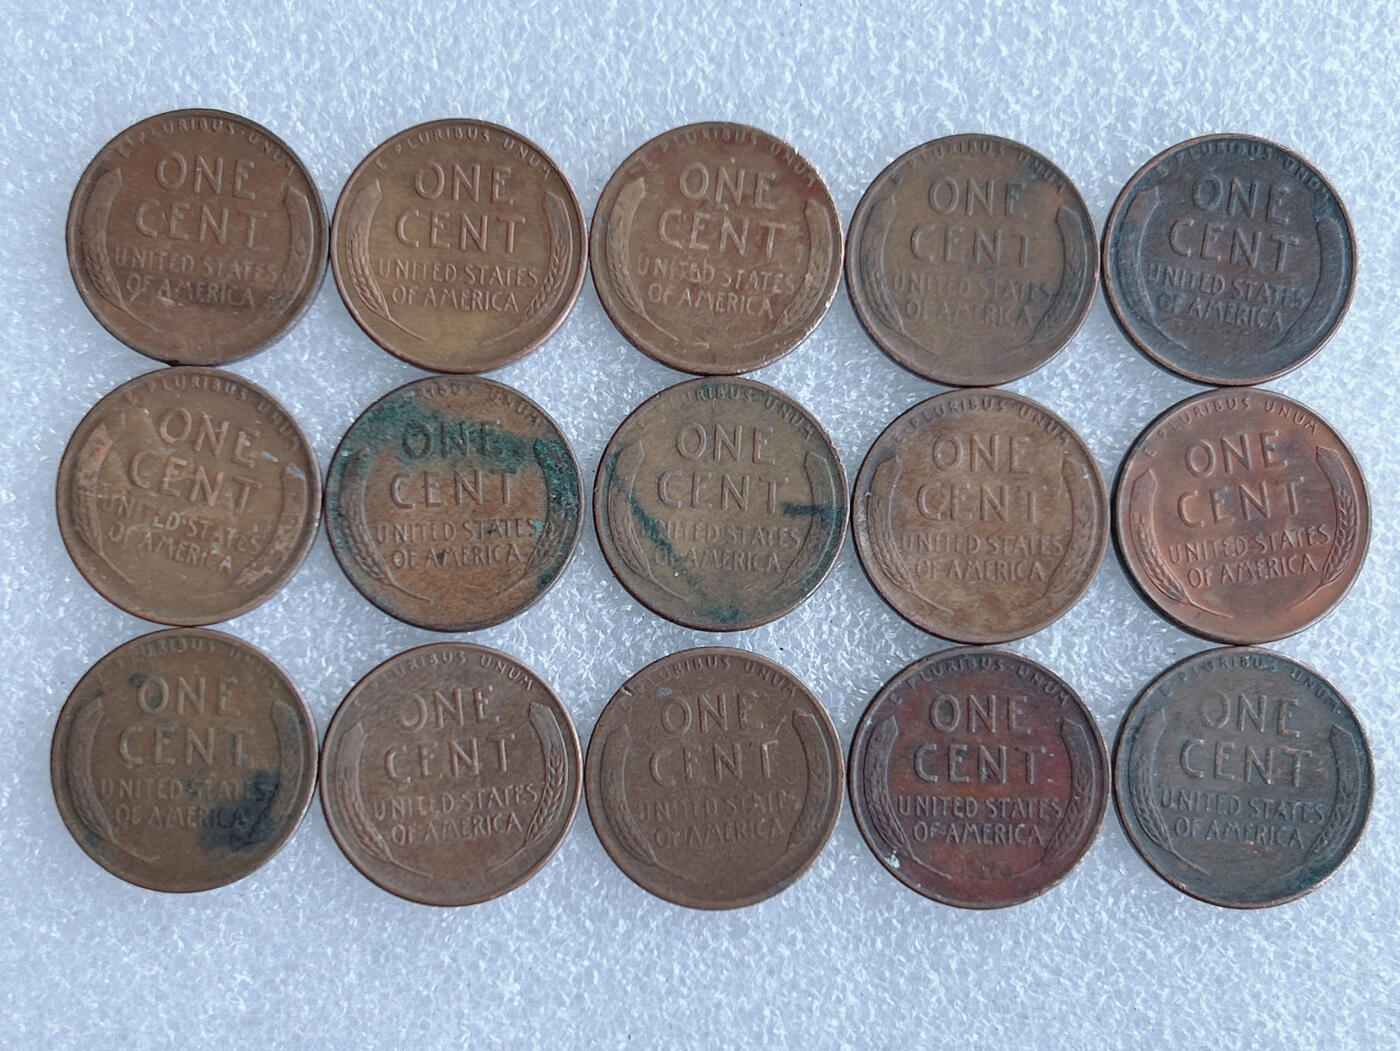 E PLURIBUS UNUM
ONE
CENT
UNITED STATES
OF AMERICA
E PLURIBUS UNUM
ONE
CENT
UNITED STATES
OF AMERICA
E PLURIBUS UNUM
ONE
CENT
UNITED STATES
OF AMERICA
E PLURIBUS UNUM
ONE
CENT
UNITED STATES
OF AMERICA
E PLURIBUS UNUM
ONE
CENT
UNITED STATES
OF AMERICA
E PLURIBUS UNUM
ONE
CENT
UNITED STATES
OF AMERICA
PLURIBUS UNUM
ONE
CENT
UNITED STATES
OF AMERICA
E PLURIBUS UNUM
ONE
CENT
UNITED STATES
OF AMERICA
E PLURIBUS UNUM
ONE
CENT
UNITED STATES
OF AMERICA
E PLURIBUS UNUM
ONE
CENT
UNITED STATES
OF AMERICA
PLURIBUS UNUM
ONE
CENT
UNITED STATES
OF AMERICA
E PLURIBUS UNUM
ONE
CENT
UNITED STATES
OF AMERICA
E PLURIBUS UNUM
ONE
CENT
UNITED STATES
OF AMERICA
E PLURIBUS UNUM
ONE
CENT
UNITED STATES
OF AMERICA
E PLURIBUS UNUM
ONE
CENT
UNITED STATES
OF AMERICA